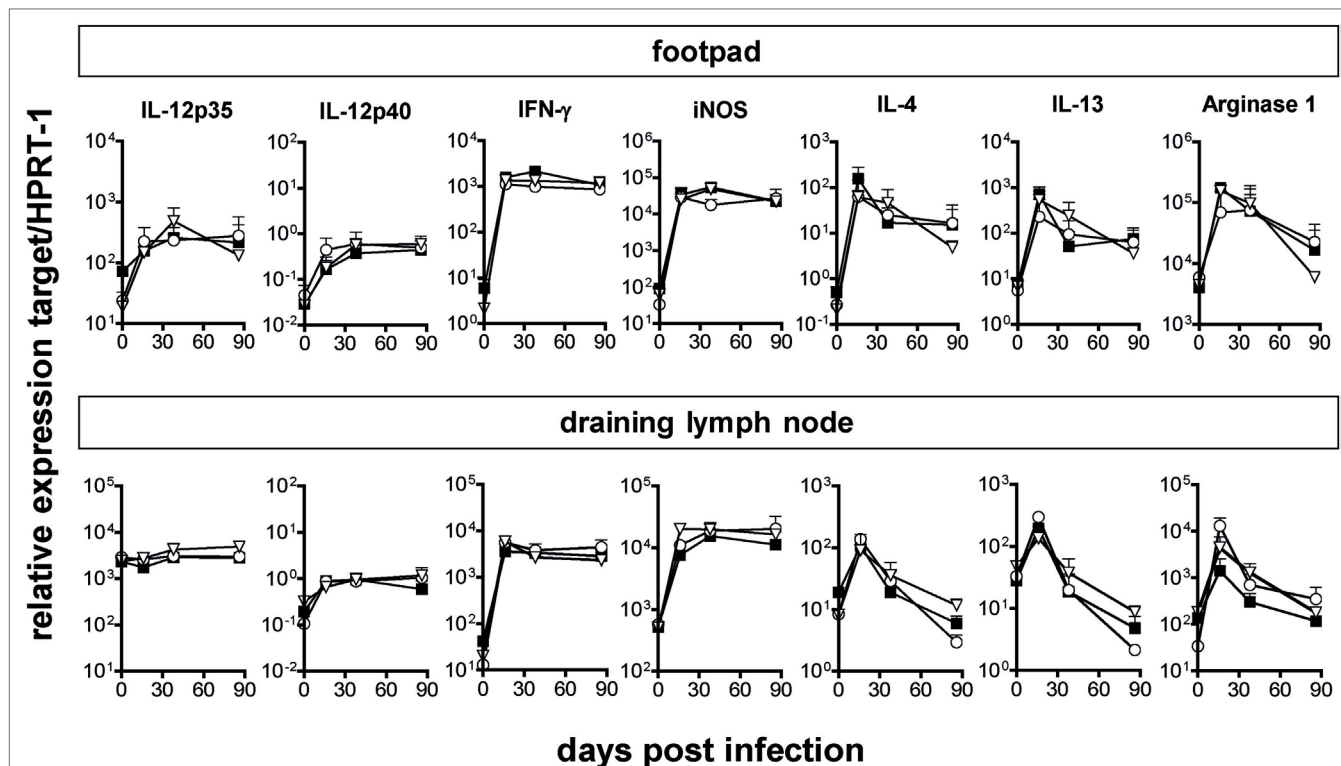 footpad
IL-12p35 IL-12p40 IFN-γ iNOS IL-4 IL-13 Arginase 1
10⁴ 10³ 10² 10¹
10² 10¹ 10⁰ 10⁻¹ 10⁻²
10⁴ 10³ 10² 10¹ 10⁰
10⁶ 10⁵ 10⁴ 10³ 10² 10¹
10³ 10² 10¹ 10⁰ 10⁻¹
10⁴ 10³ 10² 10¹ 10⁰
10⁶ 10⁵ 10⁴ 10³
0 30 60 90 0 30 60 90 0 30 60 90 0 30 60 90 0 30 60 90 0 30 60 90 0 30 60 90
relative expression target/HPRT-1
draining lymph node
10⁵ 10⁴ 10³ 10² 10¹
10² 10¹ 10⁰ 10⁻¹ 10⁻²
10⁵ 10⁴ 10³ 10² 10¹
10⁵ 10⁴ 10³ 10²
10³ 10² 10¹ 10⁰
10³ 10² 10¹ 10⁰
10⁵ 10⁴ 10³ 10² 10¹
0 30 60 90 0 30 60 90 0 30 60 90 0 30 60 90 0 30 60 90 0 30 60 90 0 30 60 90
days post infection